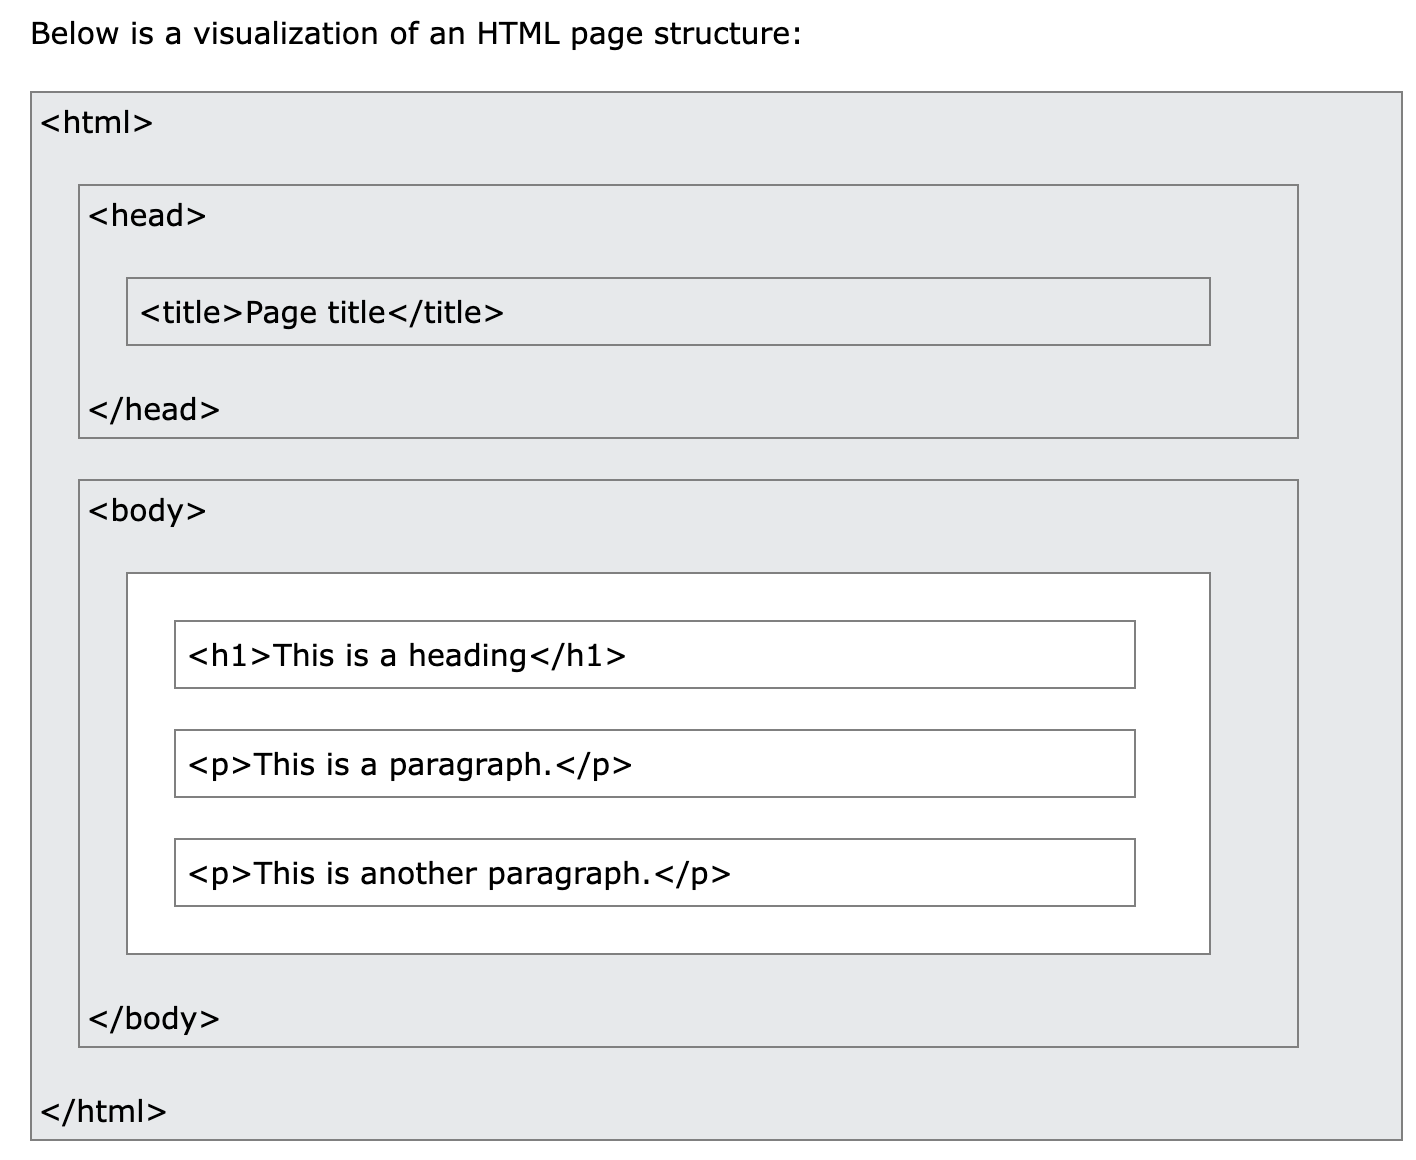 Below is a visualization of an HTML page structure:
<html>
<head>
<title>Page title</title>
</head>
<body>
<h1>This is a heading</h1>
<p>This is a paragraph.</p>
<p>This is another paragraph.</p>
</body>
</html>